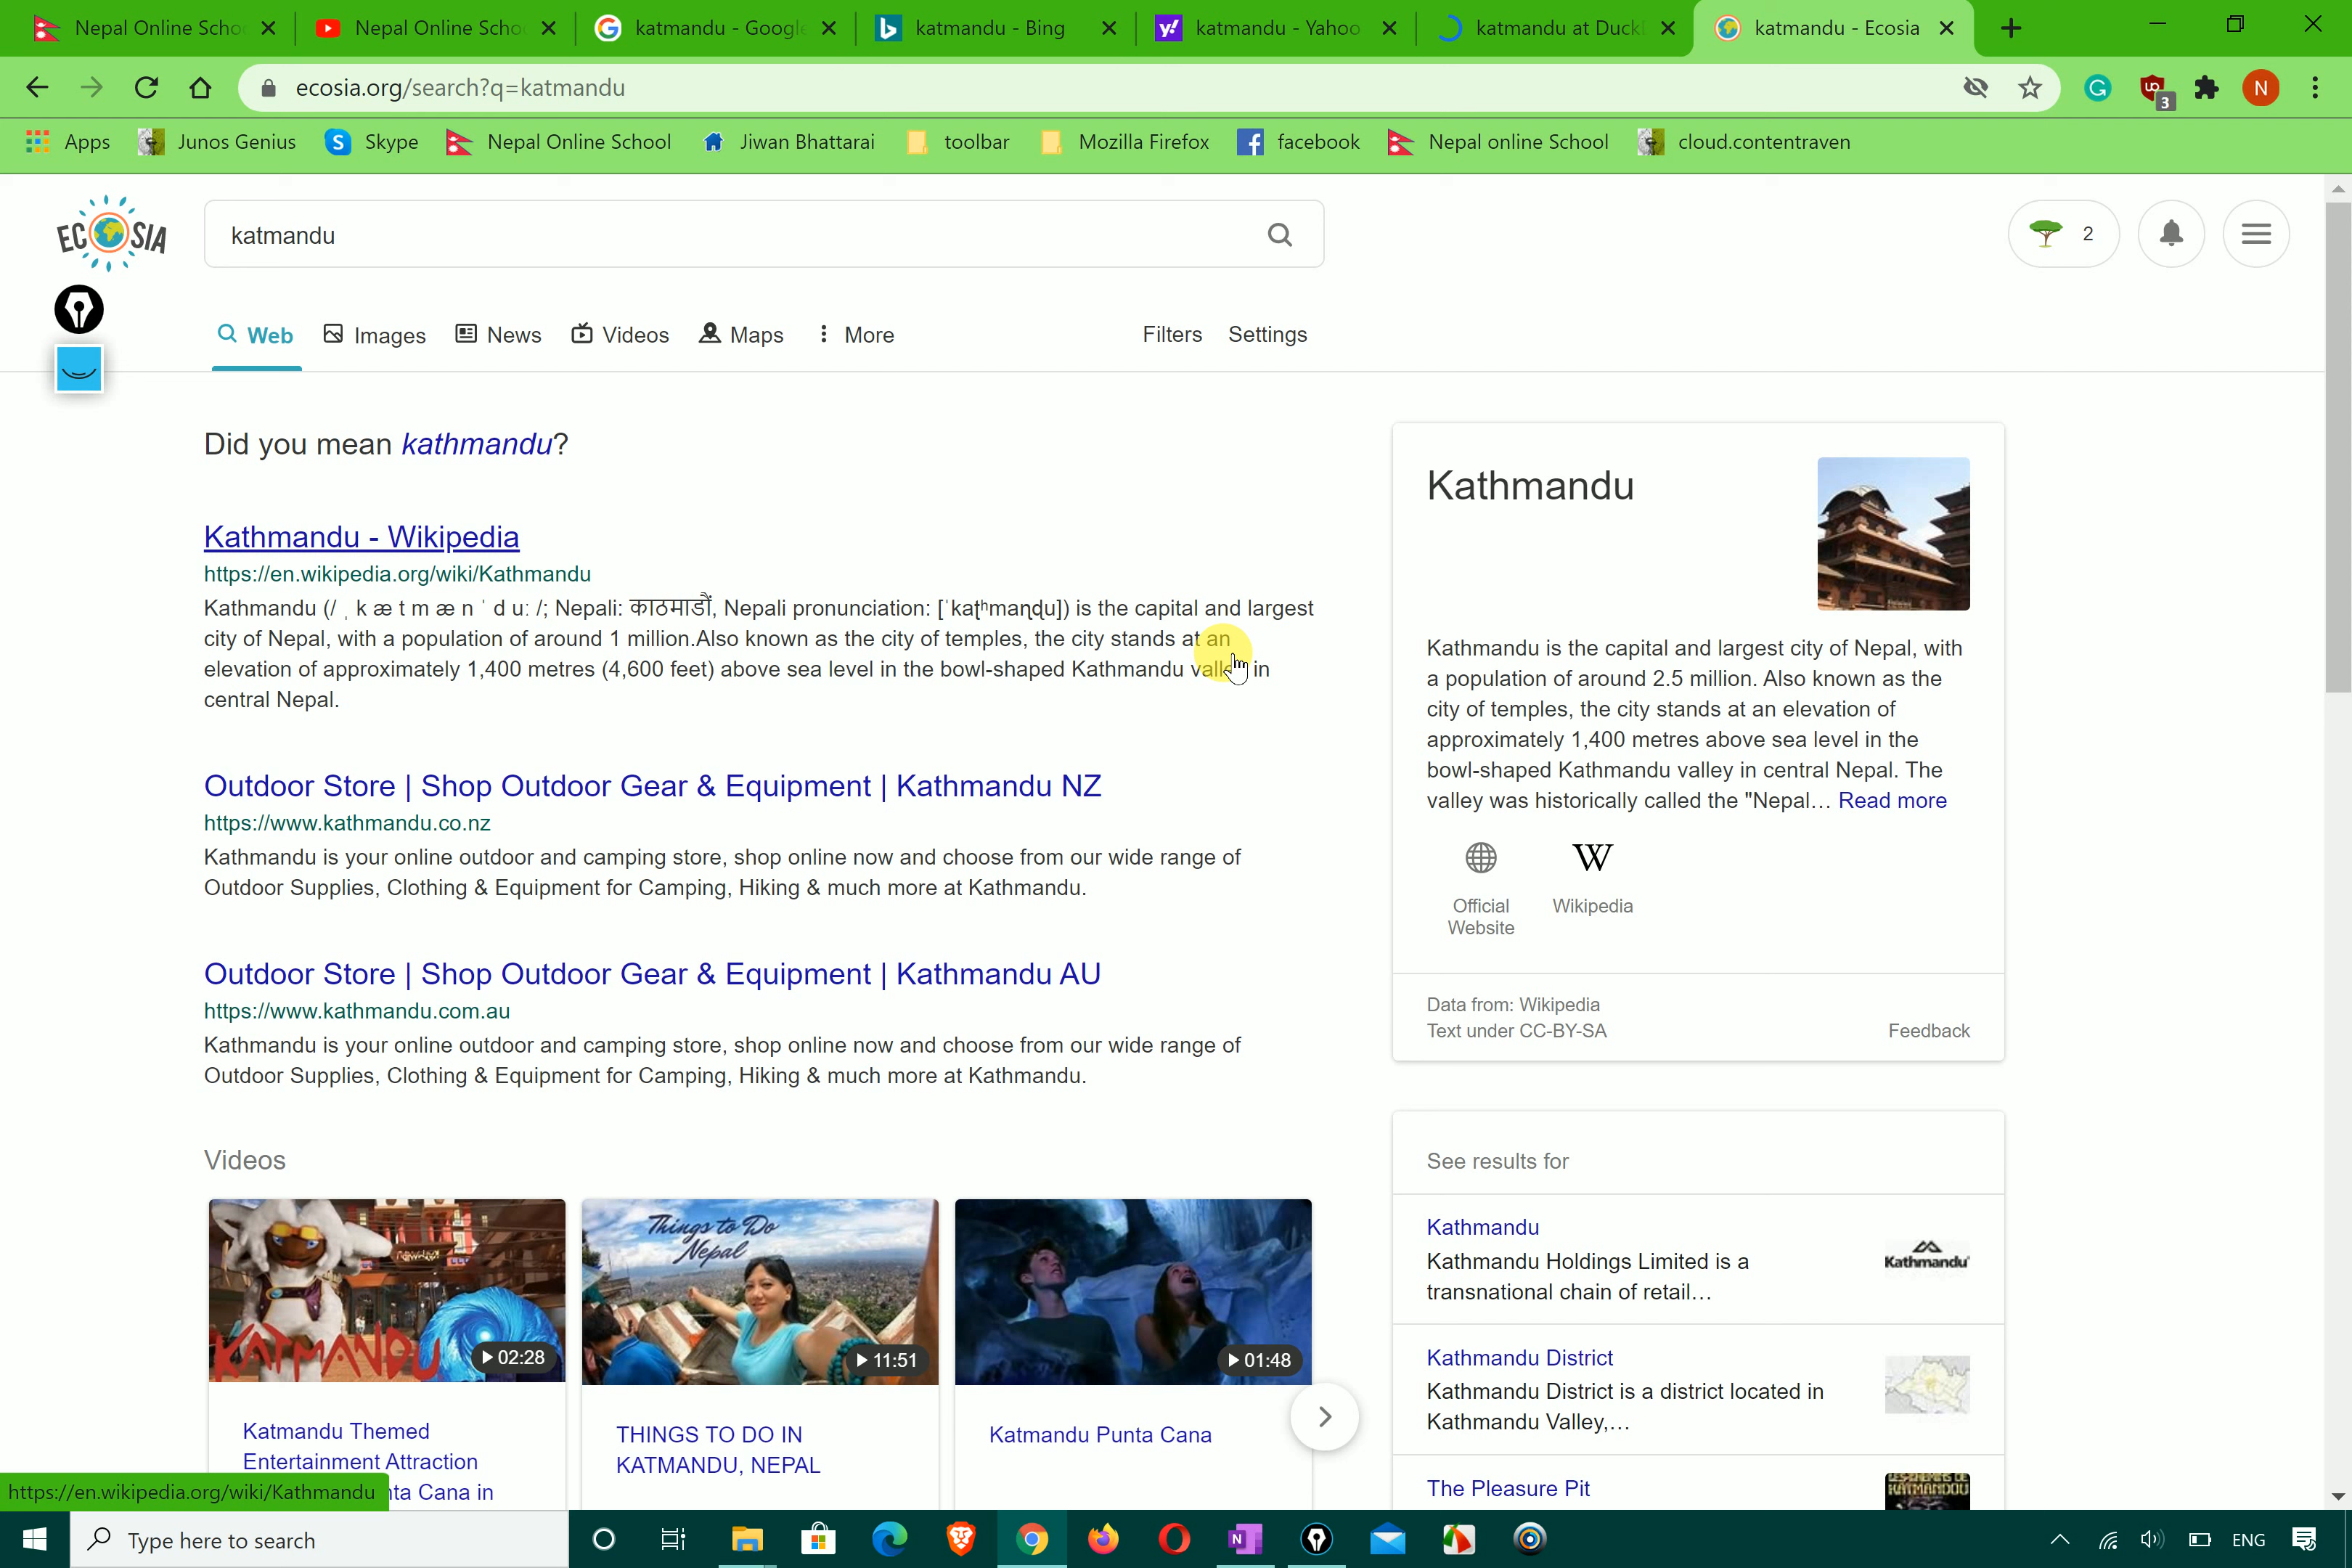 Nepal Online Scho
Nepal Online Scho
katmandu - Google
katmandu - Bing
katmandu - Yahoo
katmandu at Duck
katmandu - Ecosia
ecosia.org/search?q=katmandu
3
N
Apps
Junos Genius
Skype
Nepal Online School
Jiwan Bhattarai
toolbar
Mozilla Firefox
facebook
Nepal online School
cloud.contentraven
ECOSIA
katmandu
2
Web
Images
News
Videos
Maps
More
Filters
Settings
Did you mean kathmandu?
Kathmandu - Wikipedia
https://en.wikipedia.org/wiki/Kathmandu
Kathmandu (/ ˌ k æ t m æ n ˈ d uː /; Nepali: काठमाडौं, Nepali pronunciation: [ˈkaʈʰmaɳɖu]) is the capital and largest
city of Nepal, with a population of around 1 million.Also known as the city of temples, the city stands at an
elevation of approximately 1,400 metres (4,600 feet) above sea level in the bowl-shaped Kathmandu valley in
central Nepal.
Outdoor Store | Shop Outdoor Gear & Equipment | Kathmandu NZ
https://www.kathmandu.co.nz
Kathmandu is your online outdoor and camping store, shop online now and choose from our wide range of
Outdoor Supplies, Clothing & Equipment for Camping, Hiking & much more at Kathmandu.
Outdoor Store | Shop Outdoor Gear & Equipment | Kathmandu AU
https://www.kathmandu.com.au
Kathmandu is your online outdoor and camping store, shop online now and choose from our wide range of
Outdoor Supplies, Clothing & Equipment for Camping, Hiking & much more at Kathmandu.
Videos
KATMANDU
02:28
Things to Do
Nepal
11:51
01:48
Katmandu Themed
Entertainment Attraction
nta Cana in
THINGS TO DO IN
KATMANDU, NEPAL
Katmandu Punta Cana
Kathmandu
Kathmandu is the capital and largest city of Nepal, with
a population of around 2.5 million. Also known as the
city of temples, the city stands at an elevation of
approximately 1,400 metres above sea level in the
bowl-shaped Kathmandu valley in central Nepal. The
valley was historically called the "Nepal... Read more
Official
Website
W
Wikipedia
Data from: Wikipedia
Text under CC-BY-SA
Feedback
See results for
Kathmandu
Kathmandu Holdings Limited is a
transnational chain of retail...
Kathmandu
Kathmandu District
Kathmandu District is a district located in
Kathmandu Valley,...
The Pleasure Pit
KATMANDOU
https://en.wikipedia.org/wiki/Kathmandu
Type here to search
ENG